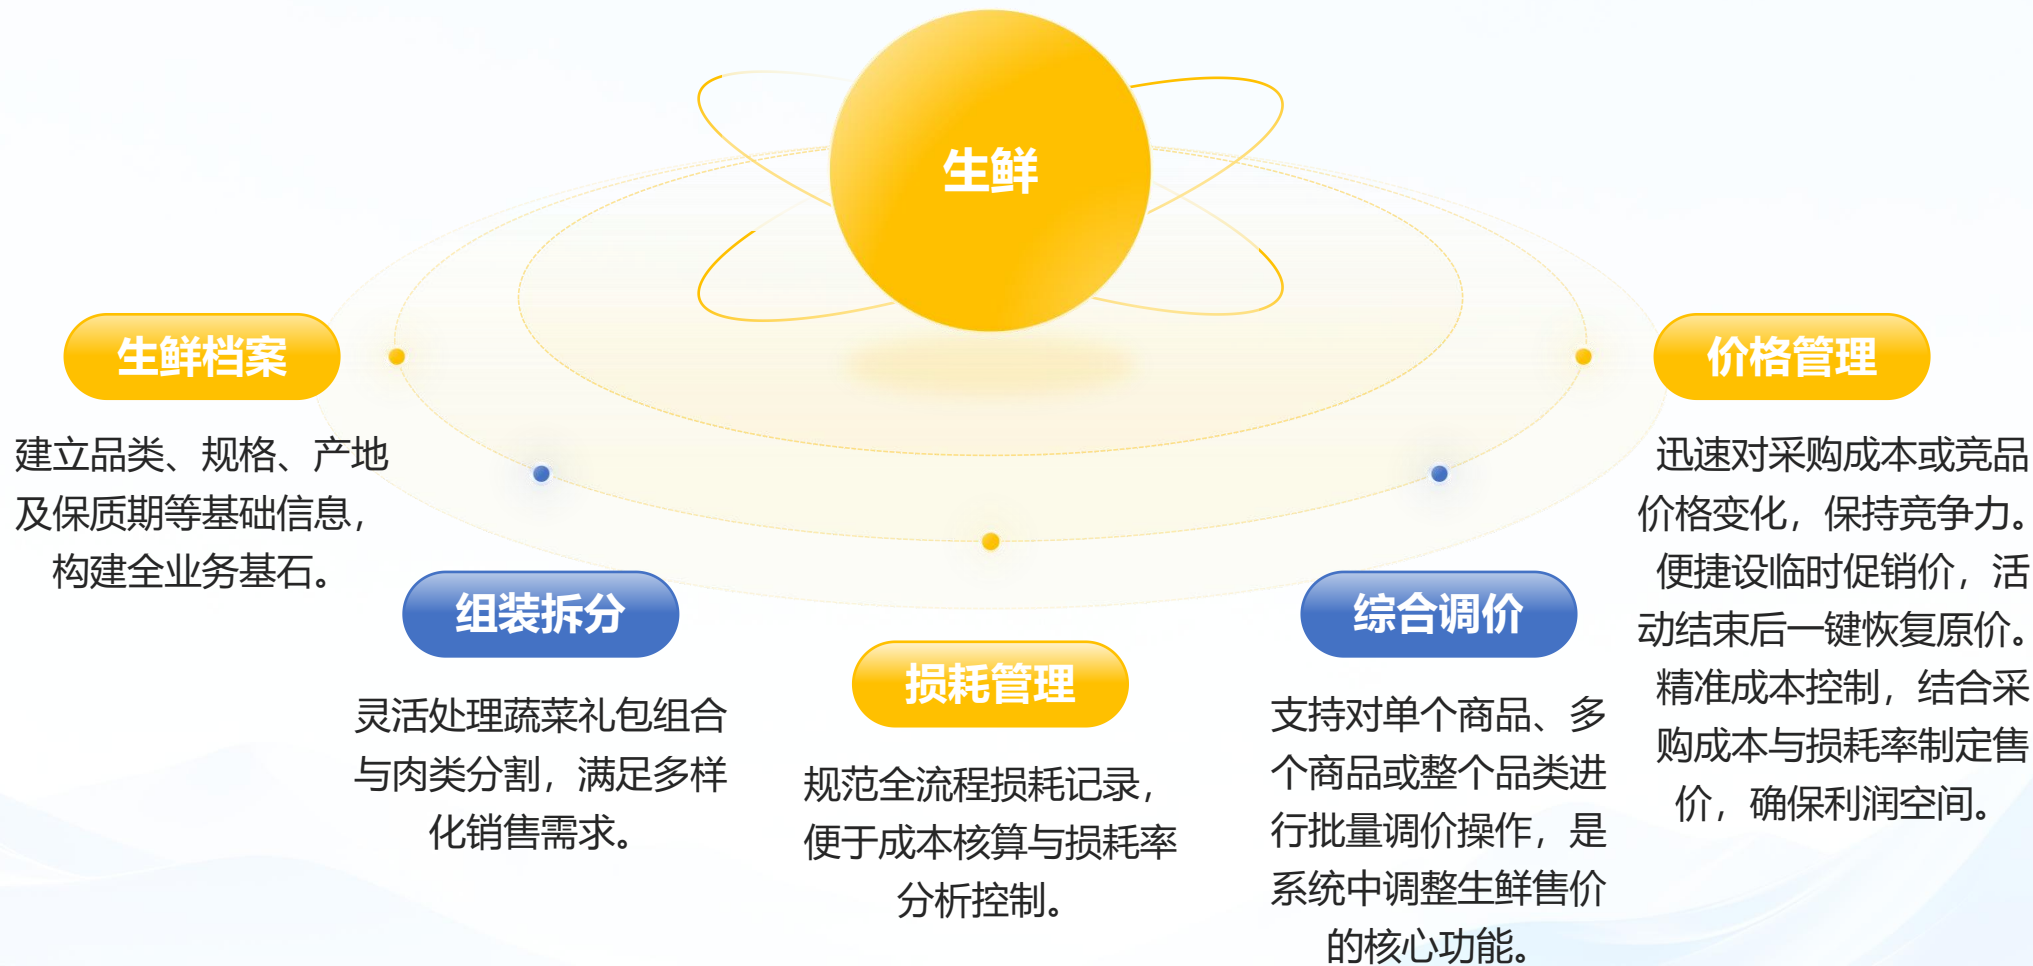 生鲜
生鲜档案
建立品类、规格、产地
及保质期等基础信息，
构建全业务基石。
组装拆分
灵活处理蔬菜礼包组合
与肉类分割，满足多样
化销售需求。
损耗管理
规范全流程损耗记录，
便于成本核算与损耗率
分析控制。
综合调价
支持对单个商品、多
个商品或整个品类进
行批量调价操作，是
系统中调整生鲜售价
的核心功能。
价格管理
迅速对采购成本或竞品
价格变化，保持竞争力。
便捷设临时促销价，活
动结束后一键恢复原价。
精准成本控制，结合采
购成本与损耗率制定售
价，确保利润空间。